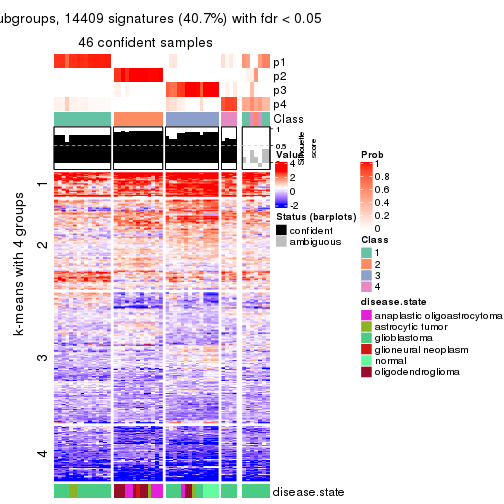 ubgroups, 14409 signatures (40.7%) with fdr < 0.05
46 confident samples
p1
p2
p3
p4
Class
1
0.5
0
Silhouette
score
k-means with 4 groups
1
2
3
4
disease.state
Value
4
2
0
-2
Status (barplots)
confident
ambiguous
Prob
1
0.8
0.6
0.4
0.2
0
Class
1
2
3
4
disease.state
anaplastic oligoastrocytoma
astrocytic tumor
glioblastoma
glioneural neoplasm
normal
oligodendroglioma